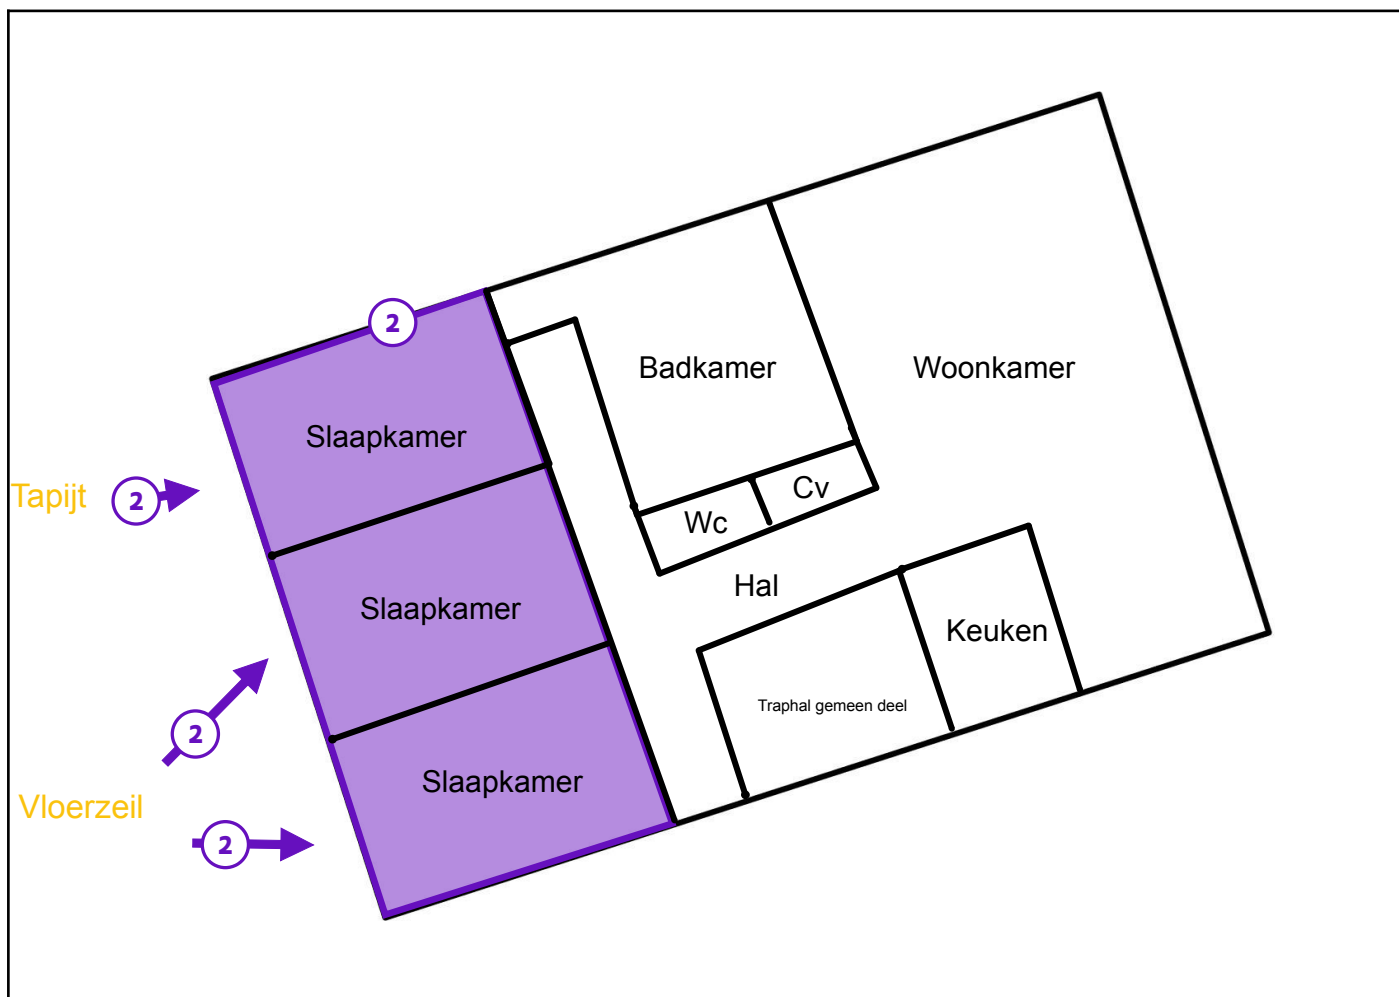 2
Badkamer
Woonkamer
Slaapkamer
Tapijt
2
Cv
Wc
Hal
Slaapkamer
Keuken
2
Traphal gemeen deel
Slaapkamer
Vloerzeil
2